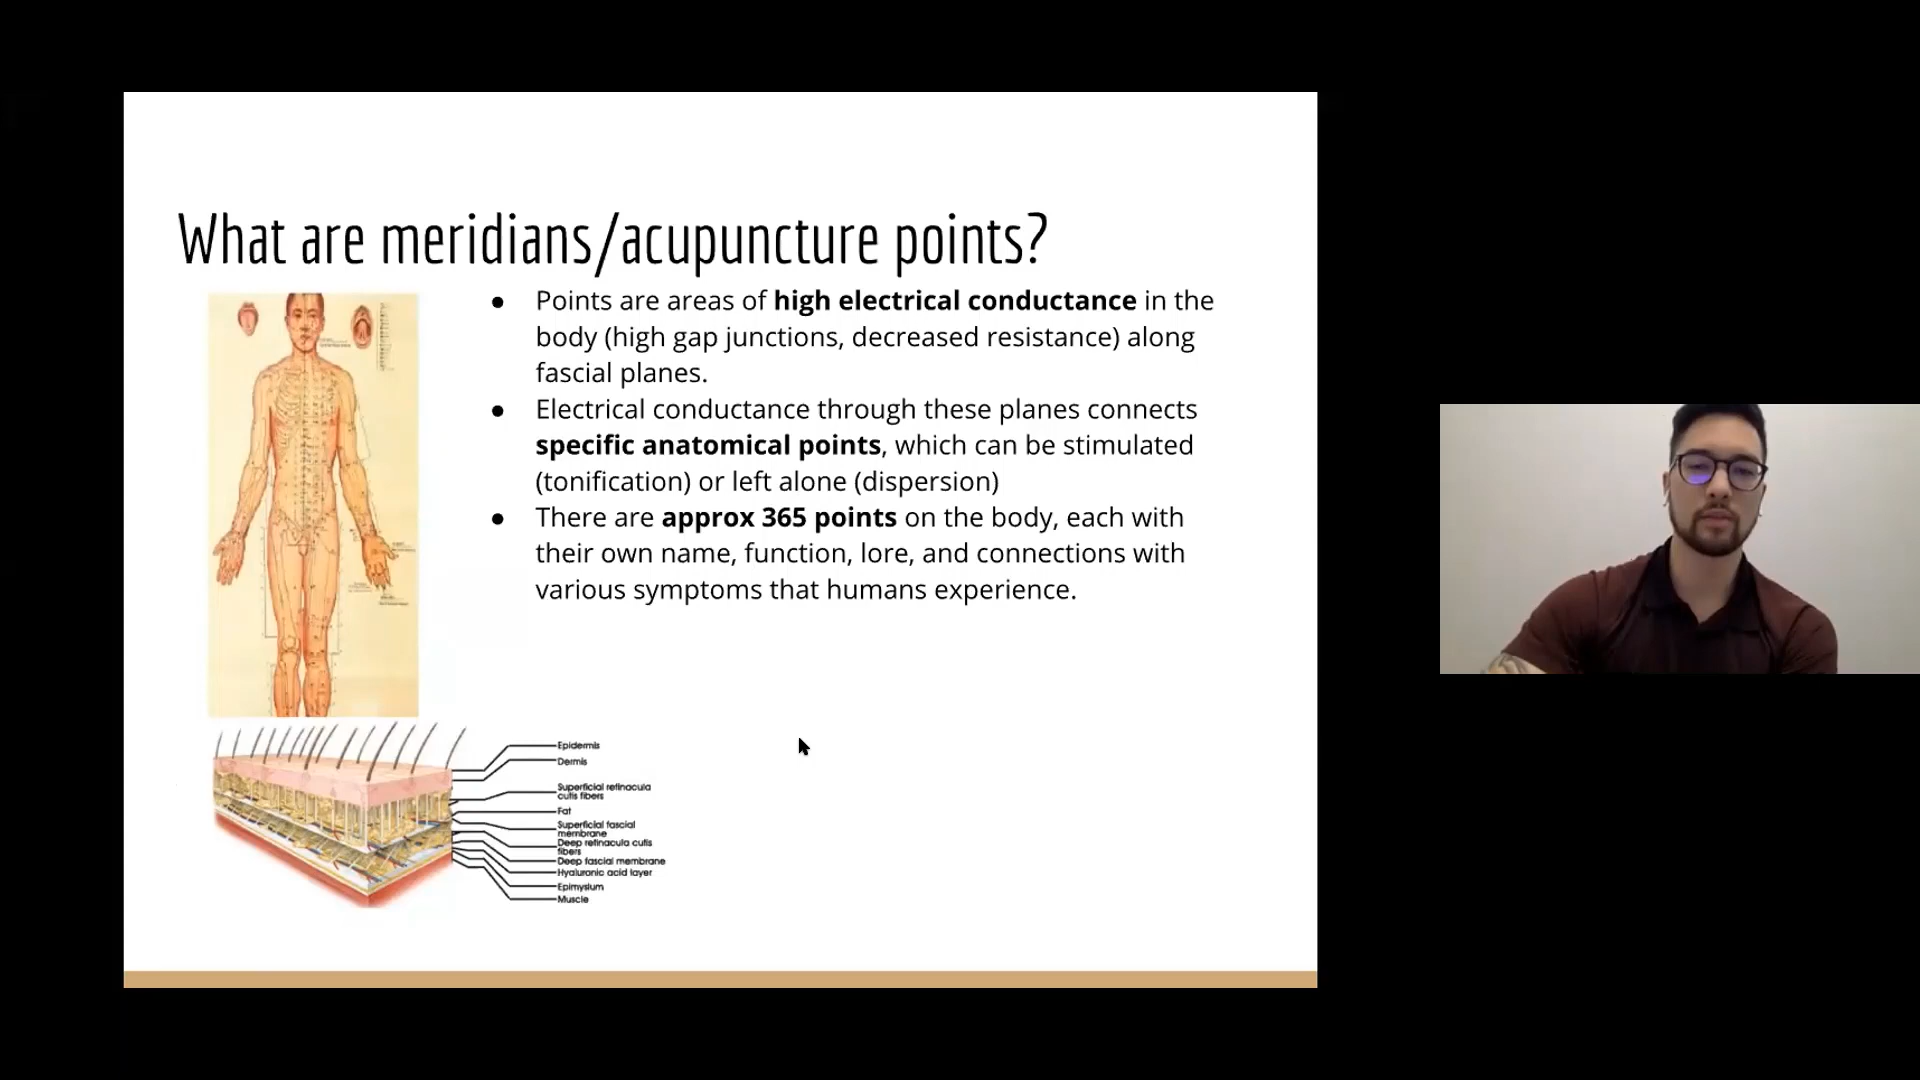 What are meridians/acupuncture points?
● Points are areas of high electrical conductance in the
body (high gap junctions, decreased resistance) along
fascial planes.
● Electrical conductance through these planes connects
specific anatomical points, which can be stimulated
(tonification) or left alone (dispersion)
● There are approx 365 points on the body, each with
their own name, function, lore, and connections with
various symptoms that humans experience.
Epidermis
Dermis
Superficial retinacula
cutis fibers
Fat
Superficial fascial
membrane
Deep retinacula cutis
fibers
Deep fascial membrane
Hyaluronic acid layer
Epimysium
Muscle